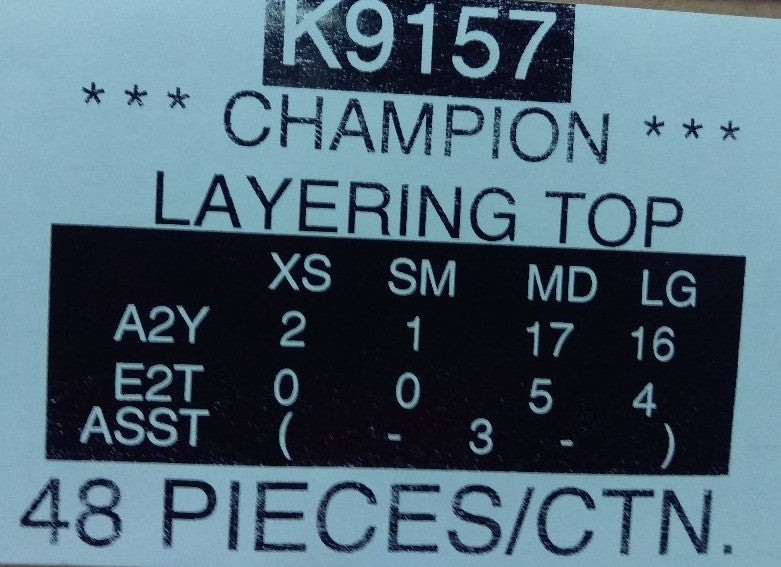 K9157
*** CHAMPION ***
LAYERING TOP
XS SM MD LG
A2Y 2 1 17 16
E2T 0 0 5 4
ASST ( - 3 - )
48 PIECES/CTN.